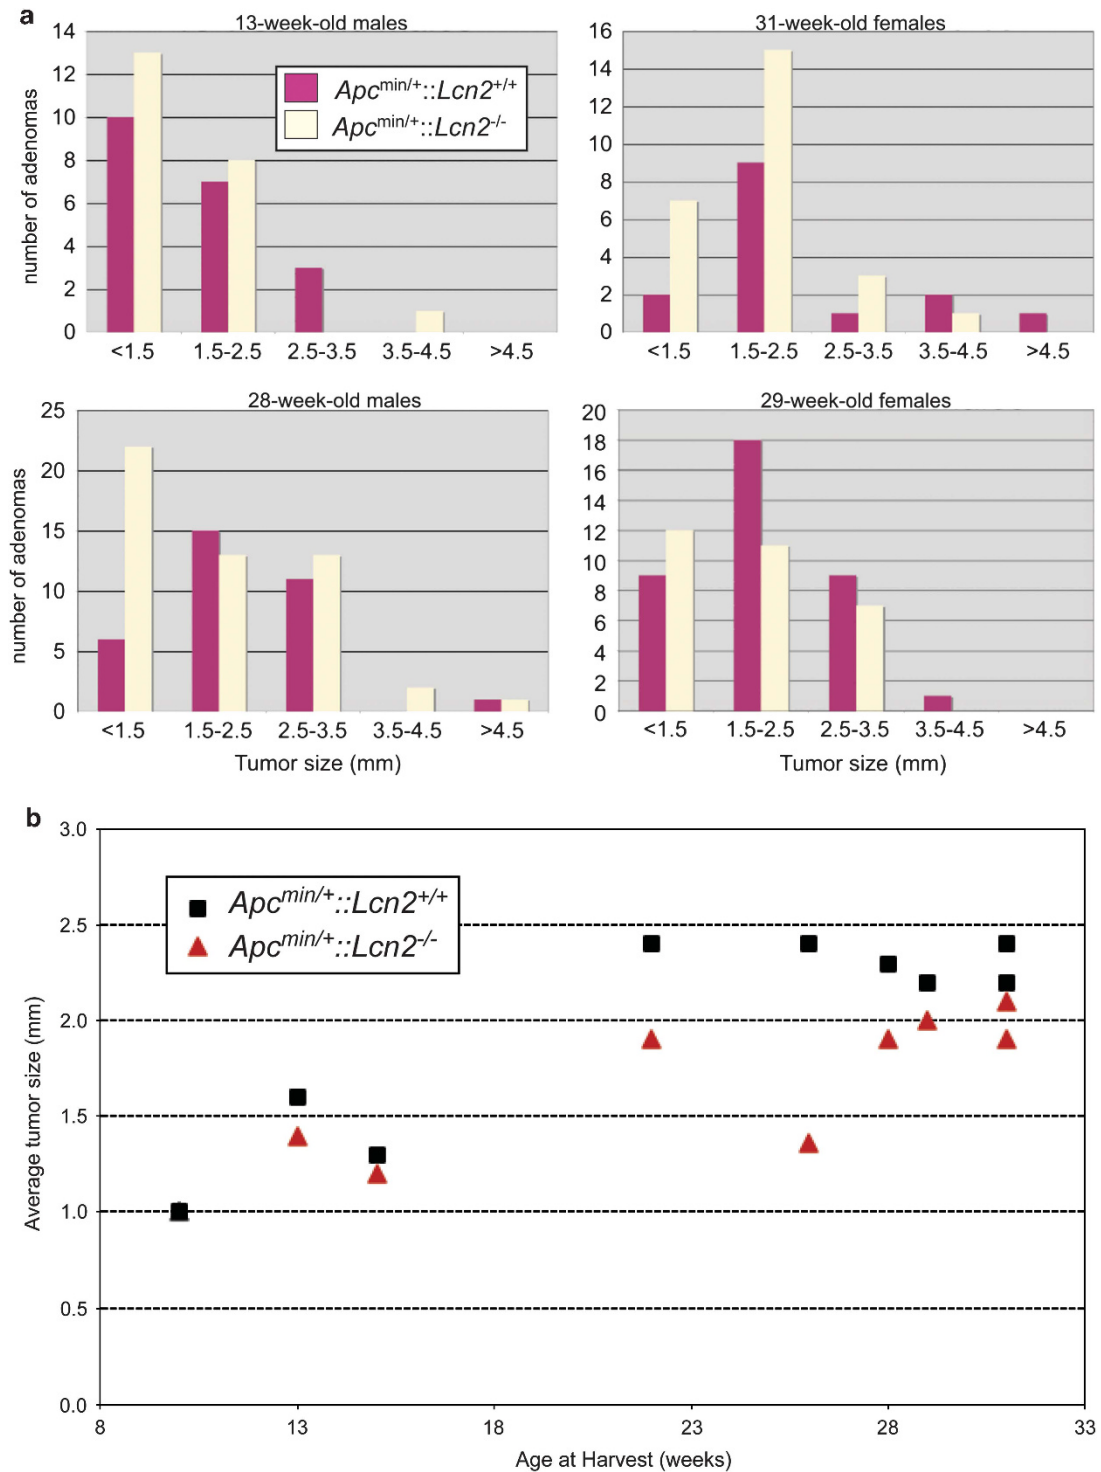 a
13-week-old males
14
12
10
8
6
4
2
0
number of adenomas
Apcmin/+::Lcn2+/+
Apcmin/+::Lcn2-/-
<1.5 1.5-2.5 2.5-3.5 3.5-4.5 >4.5
31-week-old females
16
14
12
10
8
6
4
2
0
<1.5 1.5-2.5 2.5-3.5 3.5-4.5 >4.5
28-week-old males
25
20
15
10
5
0
number of adenomas
<1.5 1.5-2.5 2.5-3.5 3.5-4.5 >4.5
Tumor size (mm)
29-week-old females
20
18
16
14
12
10
8
6
4
2
0
<1.5 1.5-2.5 2.5-3.5 3.5-4.5 >4.5
Tumor size (mm)
b
3.0
2.5
2.0
1.5
1.0
0.5
0.0
Average tumor size (mm)
Apcmin/+::Lcn2+/+
Apcmin/+::Lcn2-/-
8 13 18 23 28 33
Age at Harvest (weeks)